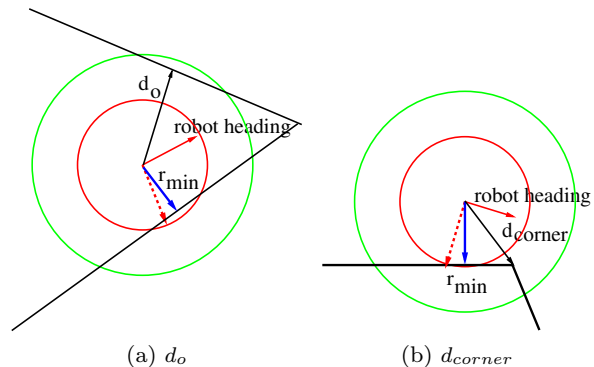 d_o
robot heading
r_min
robot heading
d_corner
r_min
(a) d_o
(b) d_corner